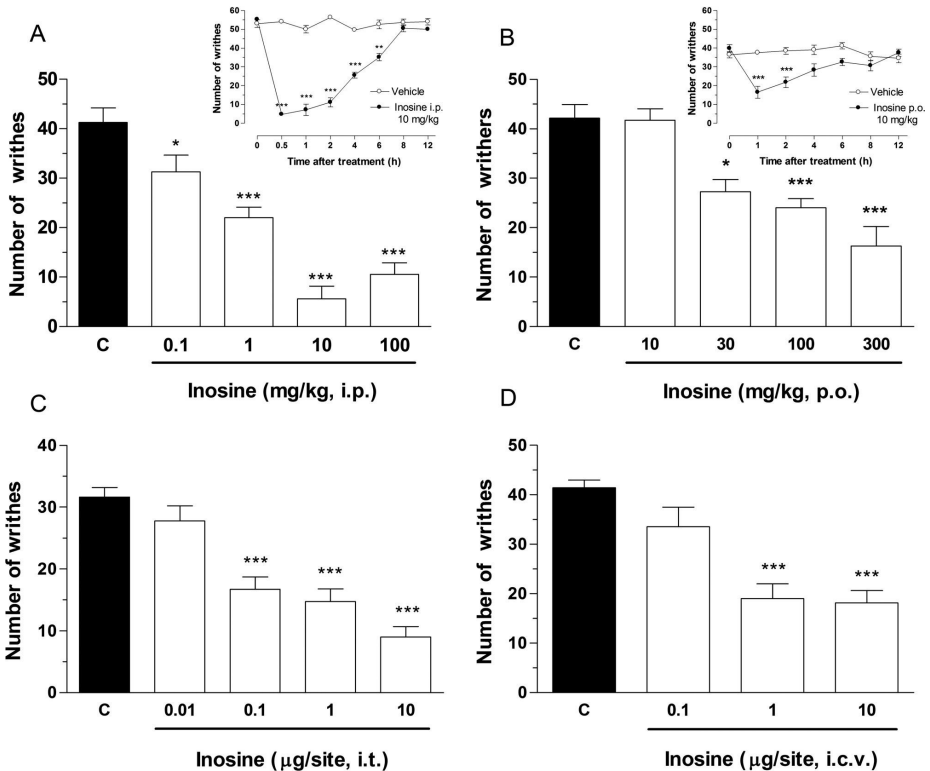 A
Number of writhes
50
40
30
20
10
0
C
0.1
1
10
100
*
***
***
***
Inosine (mg/kg, i.p.)
Number of writhes
60
50
40
30
20
10
0
***
***
***
***
**
Vehicle
Inosine i.p.
10 mg/kg
0 0.5 1 2 4 6 8 12
Time after treatment (h)
B
Number of writhers
50
40
30
20
10
0
C
10
30
100
300
*
***
***
Inosine (mg/kg, p.o.)
Number of writhes
60
50
40
30
20
10
0
***
***
Vehicle
Inosine p.o.
10 mg/kg
0 1 2 4 6 8 12
Time after treatment (h)
C
Number of writhes
40
30
20
10
0
C
0.01
0.1
1
10
***
***
***
Inosine (μg/site, i.t.)
D
Number of writhes
50
40
30
20
10
0
C
0.1
1
10
***
***
Inosine (μg/site, i.c.v.)